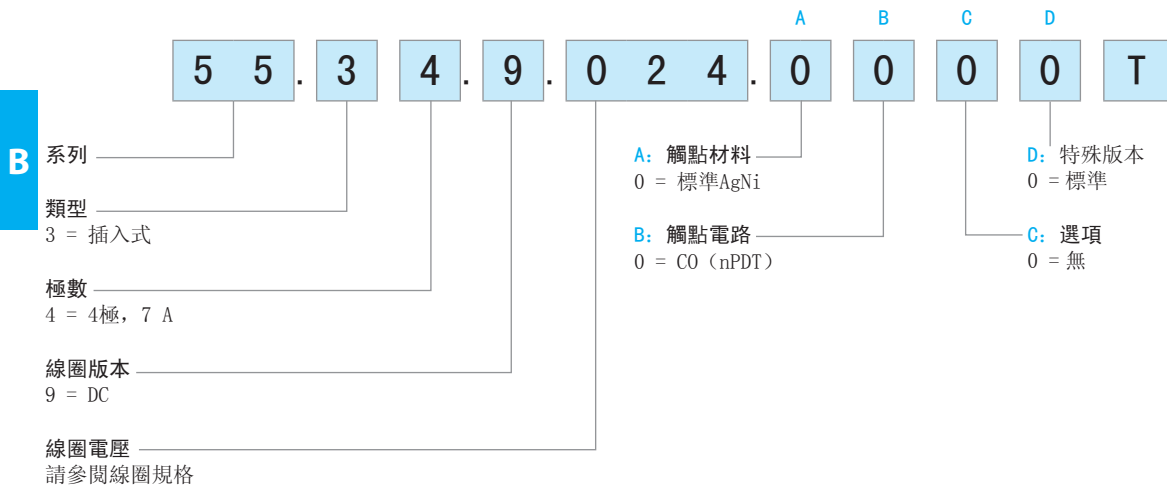 A B C D
5 5 . 3 4 . 9 . 0 2 4 . 0 0 0 0 T
B
系列
類型
3 = 插入式
極數
4 = 4極，7 A
線圈版本
9 = DC
線圈電壓
請參閱線圈規格
A：觸點材料
0 = 標準AgNi
B：觸點電路
0 = CO（nPDT）
D：特殊版本
0 = 標準
C：選項
0 = 無